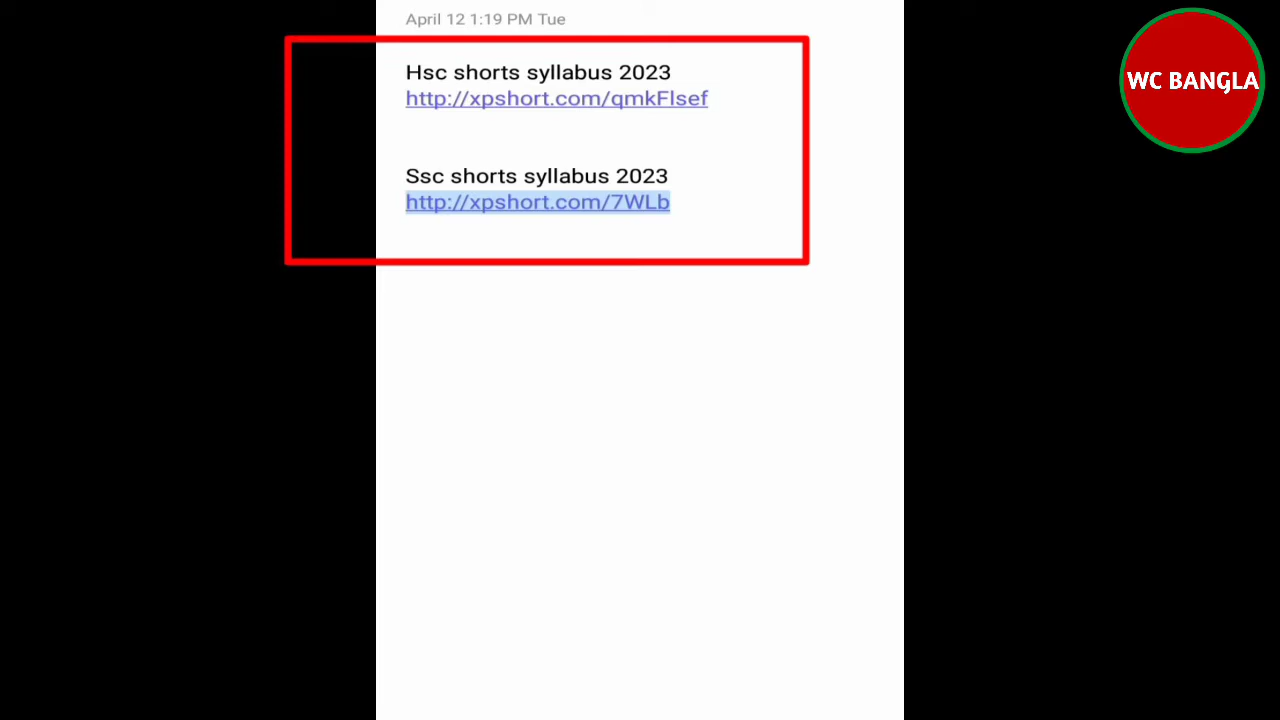 April 12 1:19 PM Tue
WC BANGLA
Hsc shorts syllabus 2023
http://xpshort.com/qmkFlsef
Ssc shorts syllabus 2023
http://xpshort.com/7WLb